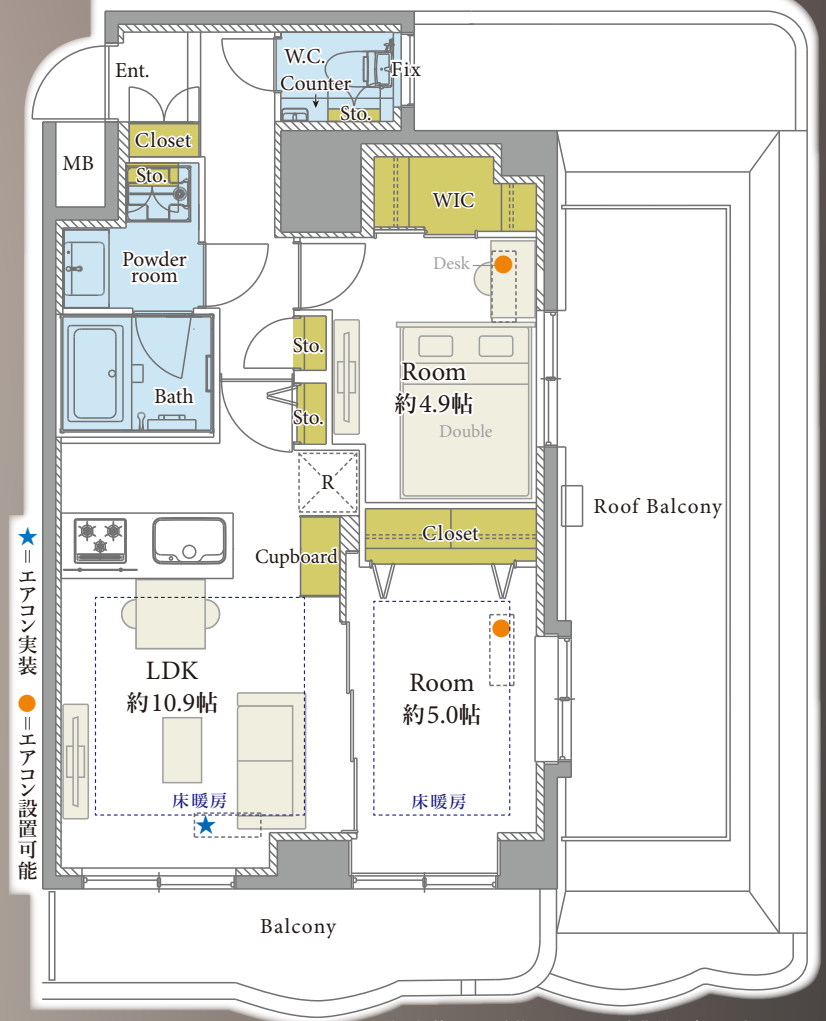 Ent.
W.C.
Counter
Fix
Sto.
Closet
MB
Sto.
WIC
Powder
room
Desk
Sto.
Room
約4.9帖
Bath
Sto.
Double
R
Roof Balcony
Closet
Cupboard
LDK
約10.9帖
Room
約5.0帖
床暖房
床暖房
★=エアコン実装
●=エアコン設置可能
★
Balcony